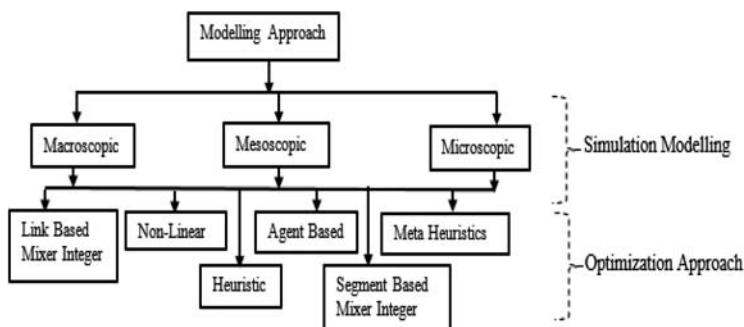 Modelling Approach
Macroscopic
Mesoscopic
Microscopic
Simulation Modelling
Link Based
Mixer Integer
Non-Linear
Agent Based
Meta Heuristics
Heuristic
Segment Based
Mixer Integer
Optimization Approach